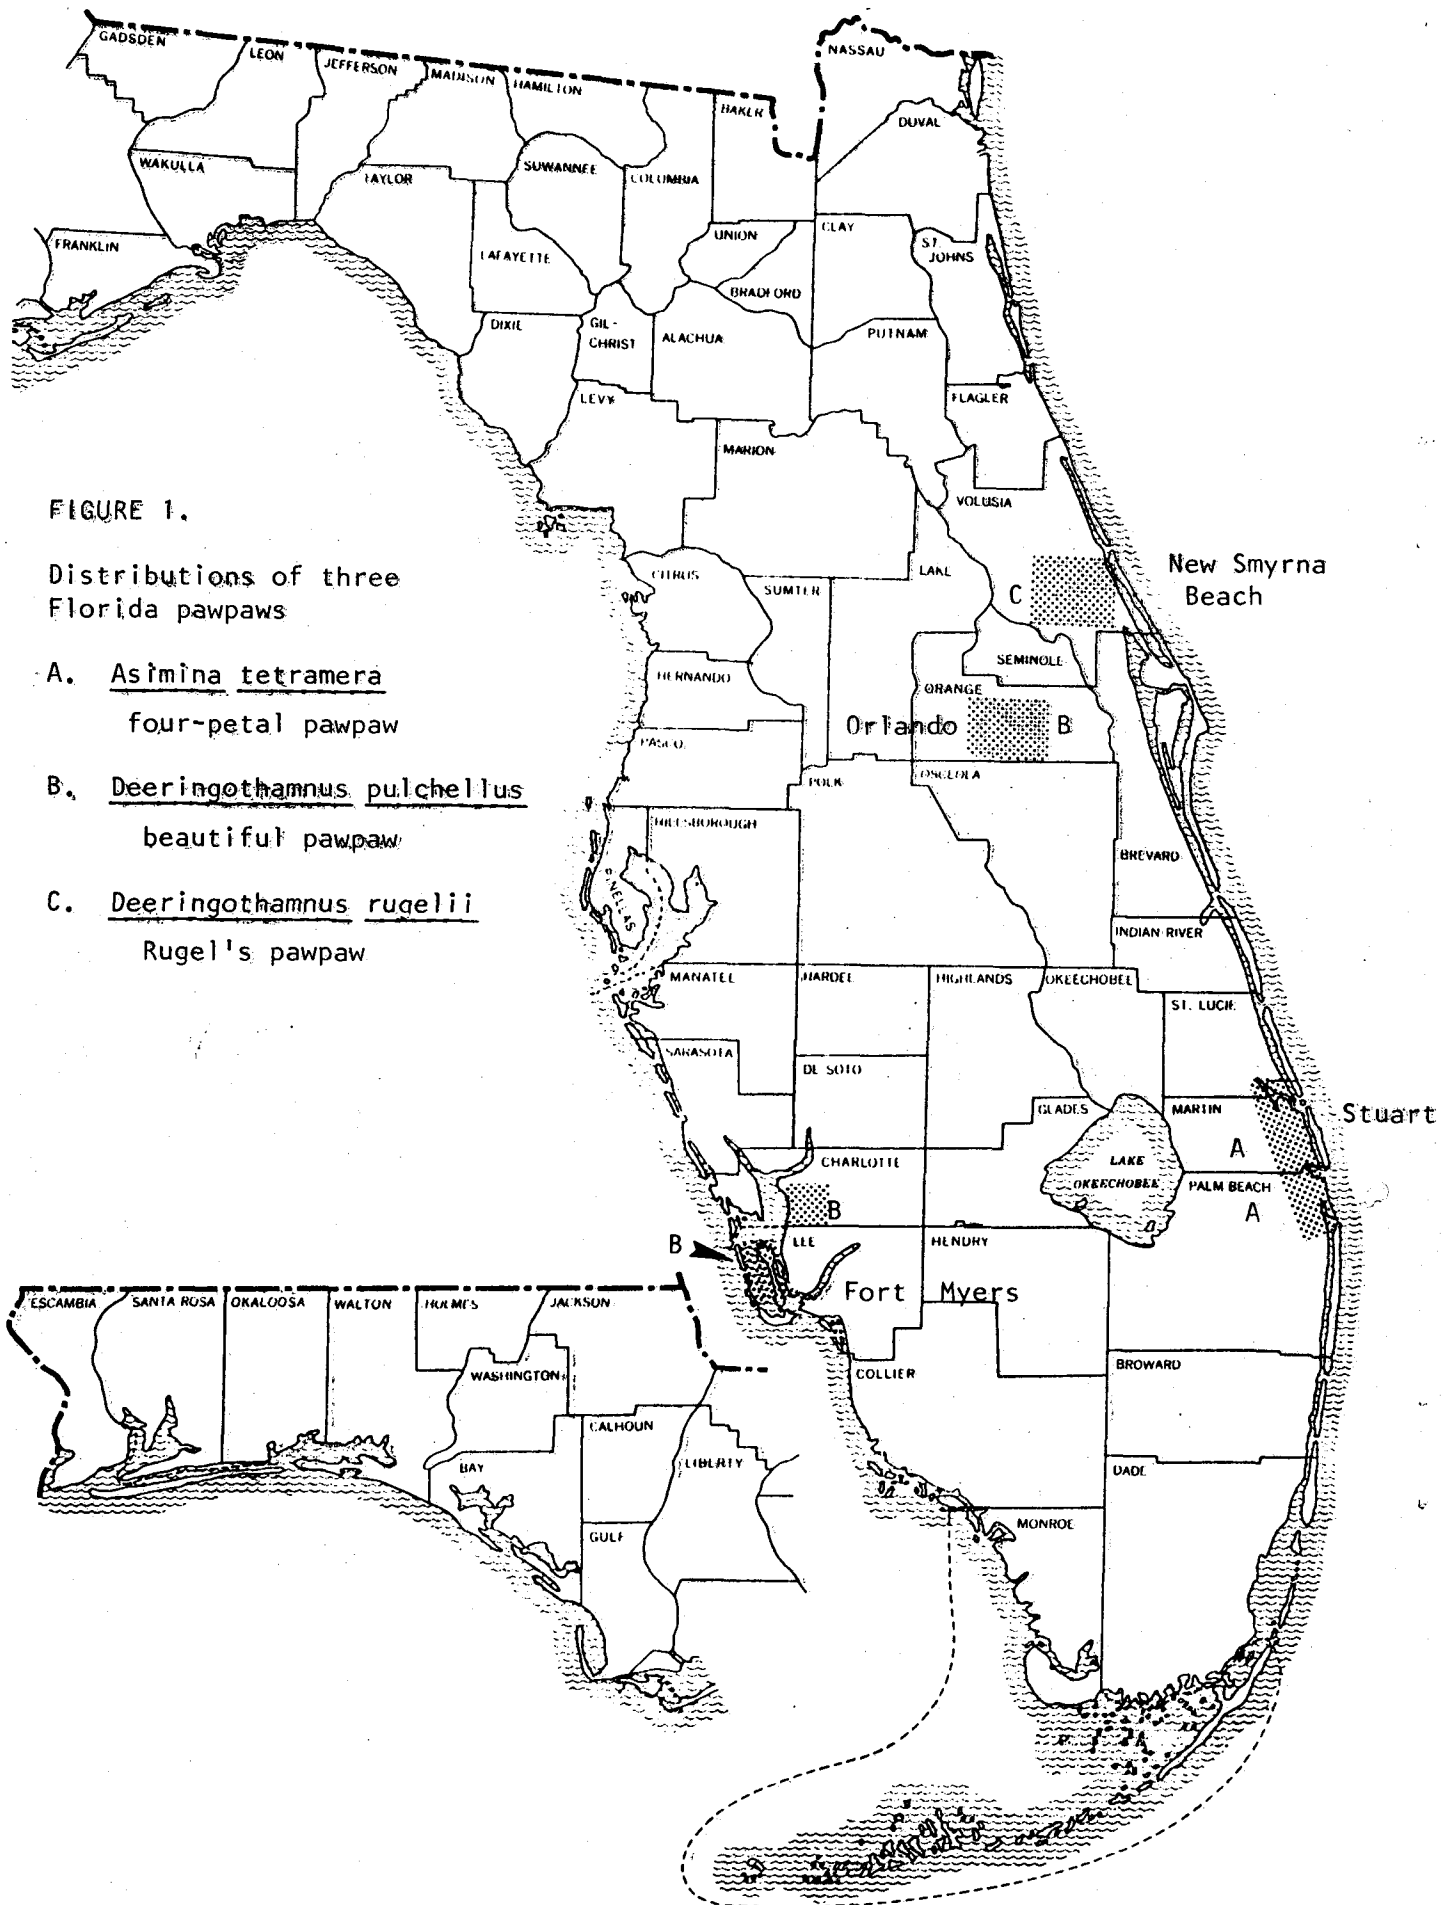 GADSDEN
LEON
JEFFERSON
MADISON
HAMILTON
NASSAU
BAKER
DUVAL
WAKULLA
TAYLOR
SUWANNEE
COLUMBIA
FRANKLIN
LAFAYETTE
UNION
CLAY
ST.
JOHNS
BRADFORD
DIXIE
GIL-
CHRIST
ALACHUA
PUTNAM
LEVY
FLAGLER
MARION
VOLUSIA
FIGURE 1.
Distributions of three
Florida pawpaws
A. Asimina tetramera
four-petal pawpaw
B. Deeringothamnus pulchellus
beautiful pawpaw
C. Deeringothamnus rugelii
Rugel's pawpaw
CITRUS
SUMTER
LAKE
C
New Smyrna
Beach
SEMINOLE
HERNANDO
ORANGE
Orlando
B
PASCO
POLK
OSCEOLA
HILLSBOROUGH
PINELLAS
BREVARD
INDIAN RIVER
MANATEE
HARDEE
HIGHLANDS
OKEECHOBEE
ST. LUCIE
SARASOTA
DE SOTO
GLADES
MARTIN
Stuart
A
CHARLOTTE
LAKE
OKEECHOBEE
PALM BEACH
A
B
B
LEE
HENDRY
Fort Myers
ESCAMBIA
SANTA ROSA
OKALOOSA
WALTON
HOLMES
JACKSON
WASHINGTON
COLLIER
BROWARD
CALHOUN
BAY
LIBERTY
DADE
GULF
MONROE